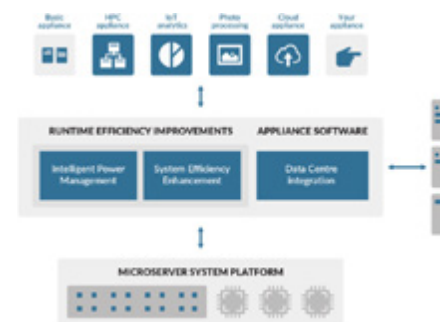 Basic HPC IoT Photo Cloud Your
appliance appliance analytics processing appliance appliance
RUNTIME EFFICIENCY IMPROVEMENTS APPLIANCE SOFTWARE
Intelligent Power System Efficiency Data Centre
Management Enhancement Integration
MICROSERVER SYSTEM PLATFORM